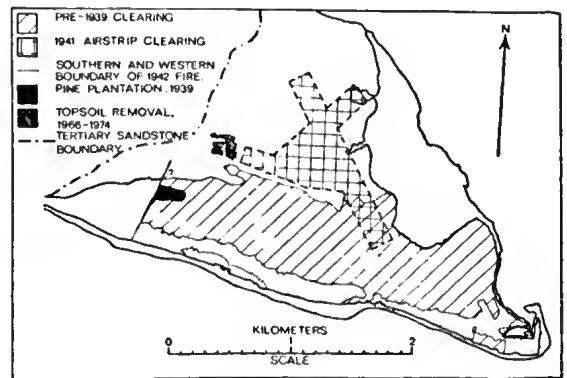 PRE-1939 CLEARING
1941 AIRSTRIP CLEARING
SOUTHERN AND WESTERN
BOUNDARY OF 1942 FIRE.
PINE PLANTATION, 1939
TOPSOIL REMOVAL,
1966-1974
TERTIARY SANDSTONE
BOUNDARY
N
?
KILOMETERS
0
2
SCALE